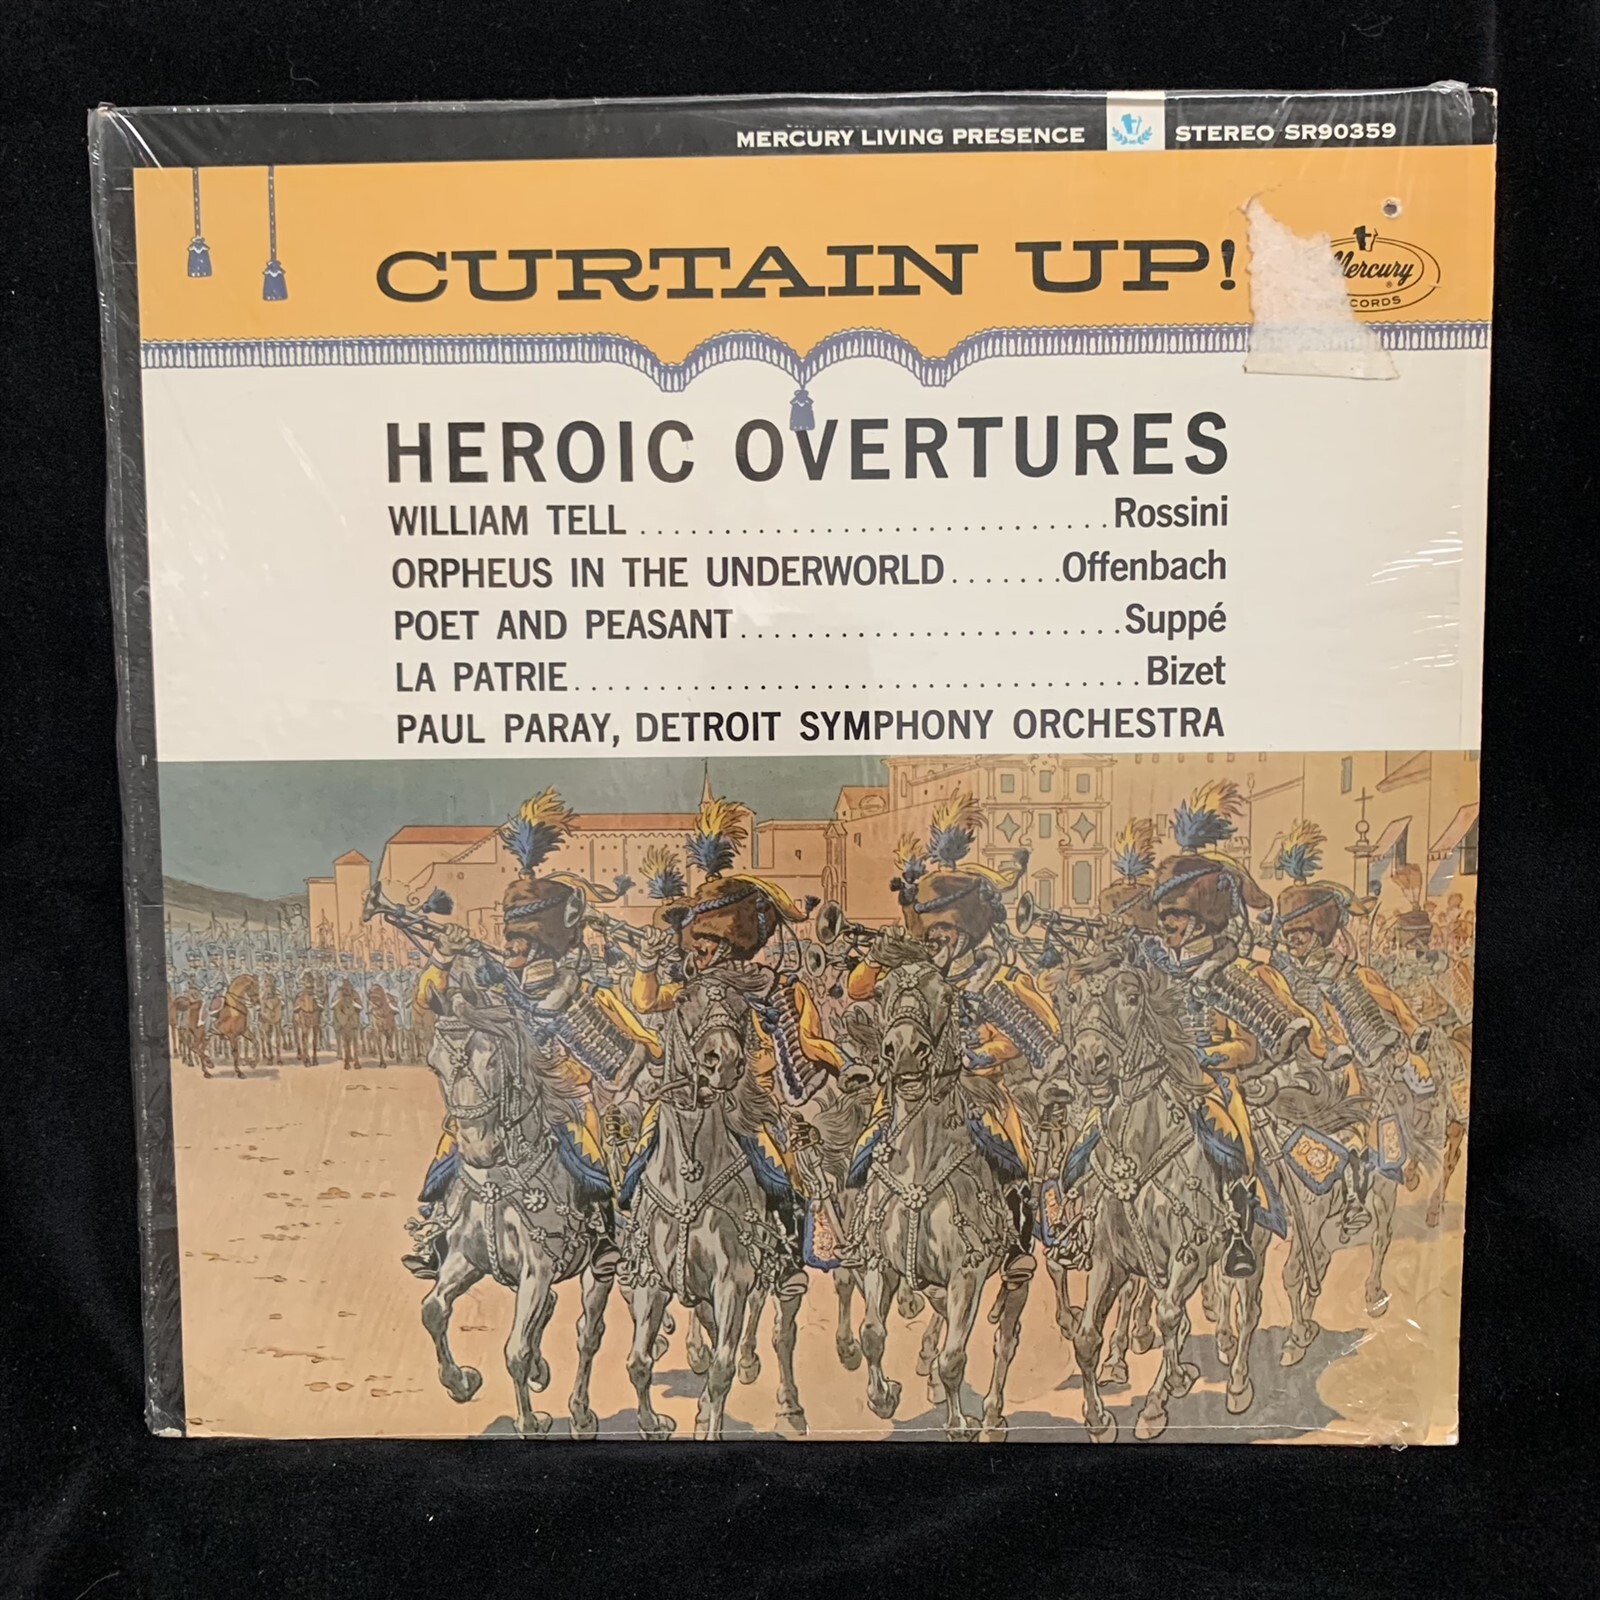 MERCURY LIVING PRESENCE STEREO SR90359
CURTAIN UP!
Mercury
HEROIC OVERTURES
WILLIAM TELL ............................ Rossini
ORPHEUS IN THE UNDERWORLD ....... Offenbach
POET AND PEASANT ....................... Suppé
LA PATRIE .................................. Bizet
PAUL PARAY, DETROIT SYMPHONY ORCHESTRA